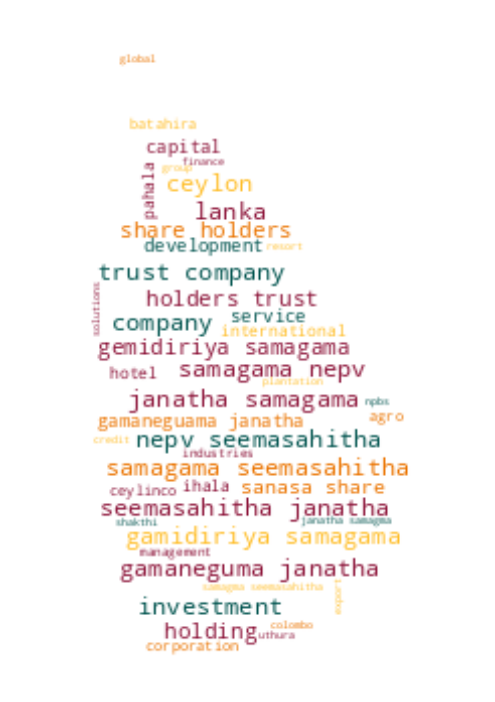 global
batahira
capital
finance
group
pahala
ceylon
lanka
share holders
development
resort
trust company
solutions
holders trust
service
company
international
gemidiriya samagama
hotel
samagama nepv
plantation
janatha samagama
npbs
agro
gamaneguama janatha
credit
nepv seemasahitha
industries
samagama seemasahitha
ihala
sanasa share
ceylinco
seemasahitha janatha
shakthi
janatha samagma
gamidiriya samagama
management
gamaneguma janatha
samagma seemasahitha
export
investment
colombo
holding
uthura
corporation